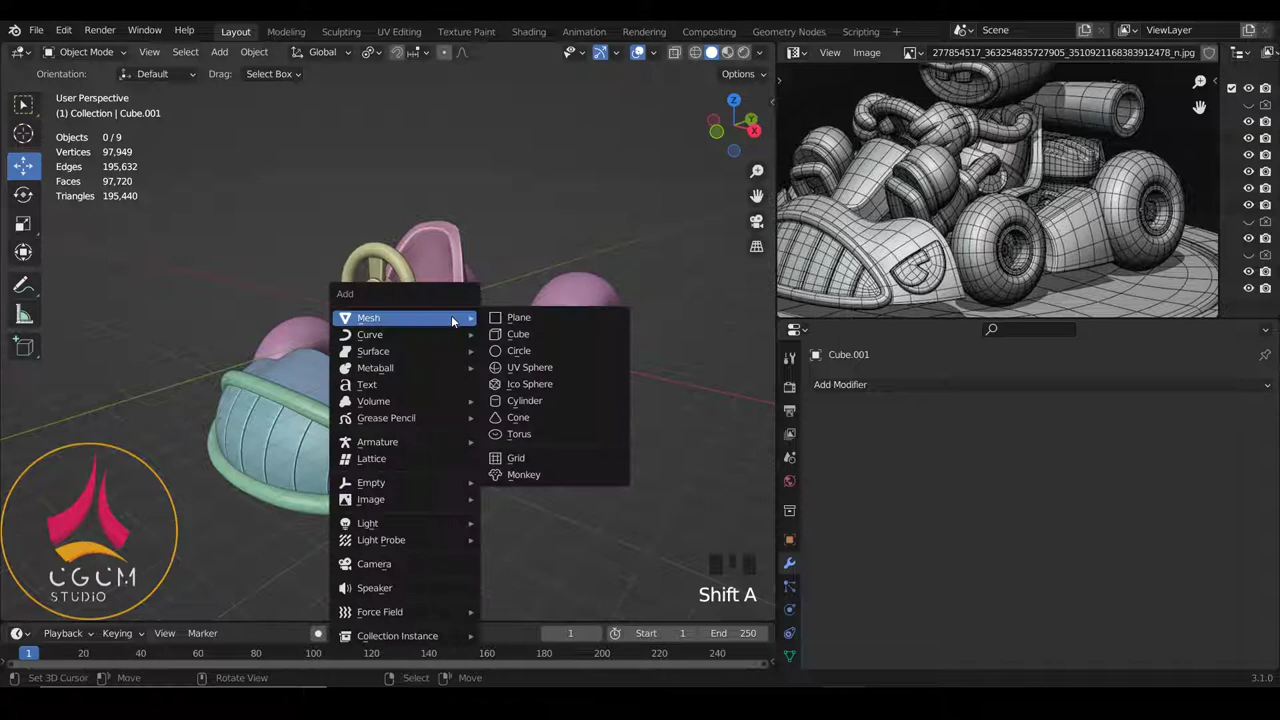 File Edit Render Window Help Layout Modeling Sculpting UV Editing Texture Paint Shading Animation Rendering Compositing Geometry Nodes Scripting Scene ViewLayer
Object Mode View Select Add Object Global View Image 277854517_363254835727905_3510921168383912478_n.jpg
Orientation: Default Drag: Select Box Options
User Perspective
(1) Collection | Cube.001
Objects 0 / 9
Vertices 97,949
Edges 195,632
Faces 97,720
Triangles 195,440
Z
Y
X
Add
Mesh
Curve
Surface
Metaball
Text
Volume
Grease Pencil
Armature
Lattice
Empty
Image
Light
Light Probe
Camera
Speaker
Force Field
Collection Instance
Plane
Cube
Circle
UV Sphere
Ico Sphere
Cylinder
Cone
Torus
Grid
Monkey
Cube.001
Add Modifier
CGCM
STUDIO
Shift A
Playback Keying View Marker 1 Start 1 End 250
1 20 40 60 80 100 120 140 160 180 200 220 240
Set 3D Cursor Move Rotate View Select Move 3.1.0